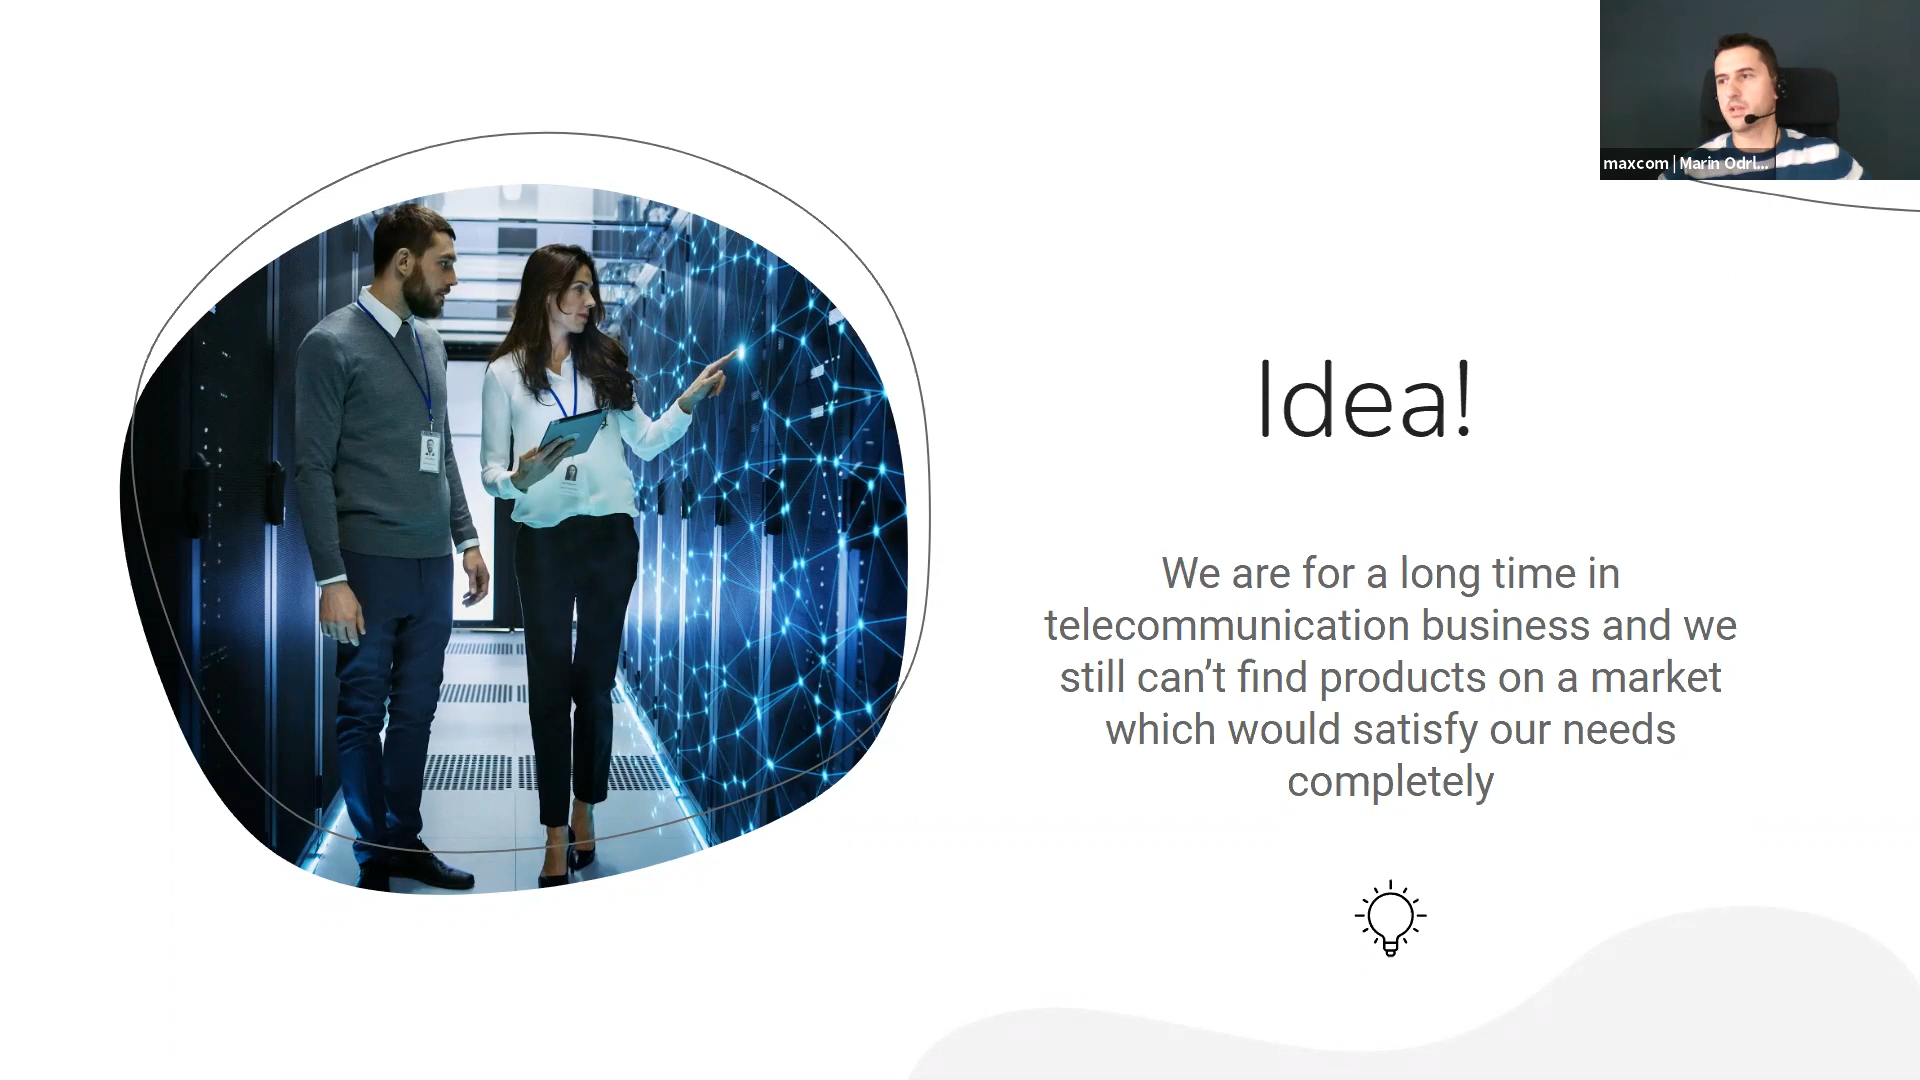 maxcom | Marin Odrl...
Idea!
We are for a long time in
telecommunication business and we
still can’t find products on a market
which would satisfy our needs
completely